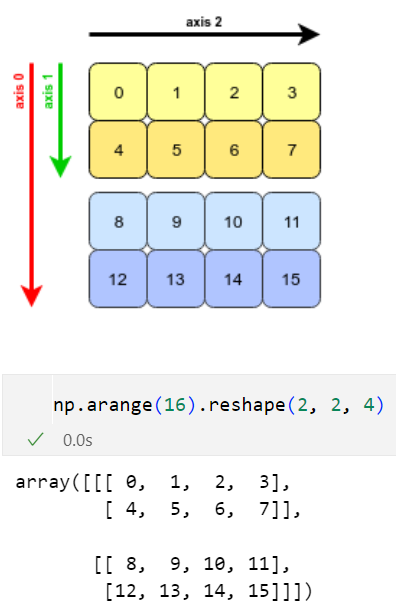 axis 2
axis 0
axis 1
0 1 2 3
4 5 6 7
8 9 10 11
12 13 14 15
np.arange(16).reshape(2, 2, 4)
✓ 0.0s
array([[[ 0,  1,  2,  3],
        [ 4,  5,  6,  7]],

       [[ 8,  9, 10, 11],
        [12, 13, 14, 15]]])